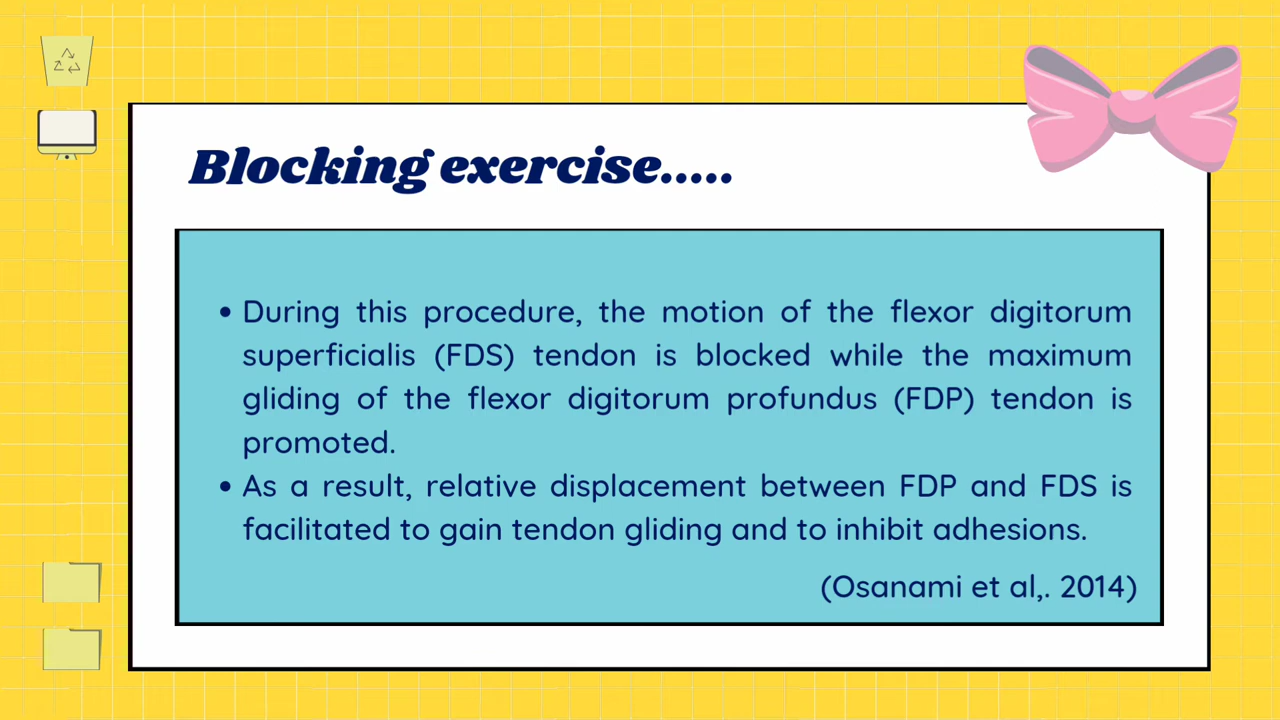 Blocking exercise.....
• During this procedure, the motion of the flexor digitorum
superficialis (FDS) tendon is blocked while the maximum
gliding of the flexor digitorum profundus (FDP) tendon is
promoted.
• As a result, relative displacement between FDP and FDS is
facilitated to gain tendon gliding and to inhibit adhesions.
(Osanami et al,. 2014)